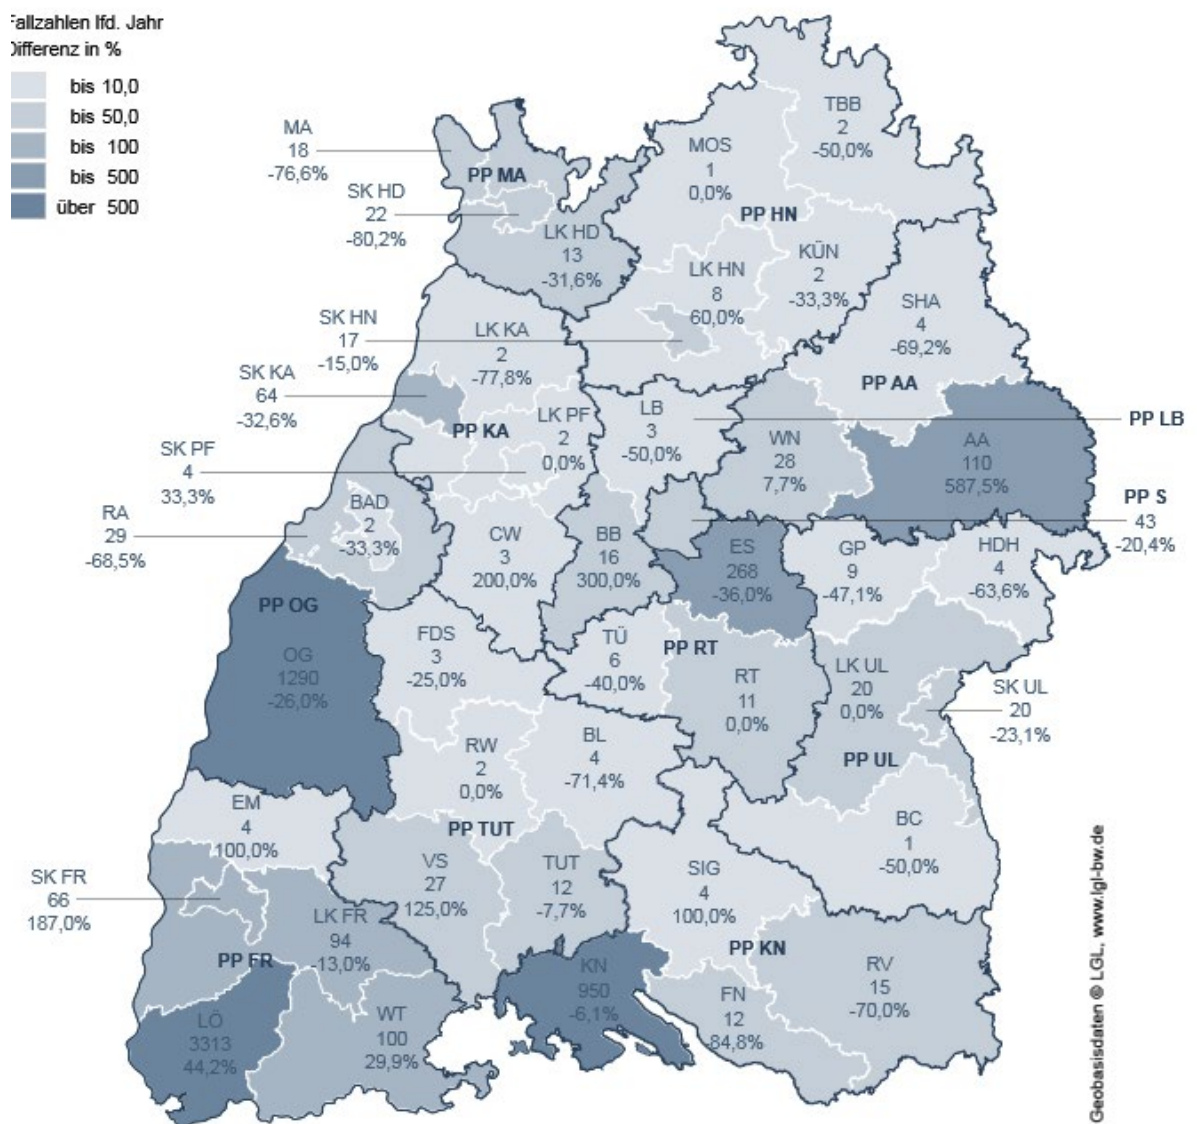 Fallzahlen lfd. Jahr
Differenz in %
bis 10,0
bis 50,0
bis 100
bis 500
über 500
TBB
2
-50,0%
MA
18
-76,6%
MOS
1
0,0%
PP MA
SK HD
22
-80,2%
PP HN
LK HD
13
-31,6%
KÜN
2
-33,3%
LK HN
8
60,0%
SHA
4
-69,2%
SK HN
17
-15,0%
LK KA
2
-77,8%
SK KA
64
-32,6%
PP AA
LB
3
-50,0%
LK PF
2
0,0%
PP LB
PP KA
WN
28
7,7%
AA
110
587,5%
SK PF
4
33,3%
PP S
43
-20,4%
BAD
2
-33,3%
RA
29
-68,5%
CW
3
200,0%
BB
16
300,0%
ES
268
-36,0%
GP
9
-47,1%
HDH
4
-63,6%
PP OG
OG
1290
-26,0%
FDS
3
-25,0%
TÜ
6
-40,0%
PP RT
RT
11
0,0%
LK UL
20
0,0%
SK UL
20
-23,1%
RW
2
0,0%
BL
4
-71,4%
PP UL
EM
4
100,0%
PP TUT
BC
1
-50,0%
VS
27
125,0%
TUT
12
-7,7%
SIG
4
100,0%
SK FR
66
187,0%
LK FR
94
-13,0%
PP FR
PP KN
KN
950
-6,1%
RV
15
-70,0%
FN
12
84,8%
LÖ
3313
44,2%
WT
100
29,9%
Geobasisdaten © LGL, www.lgl-bw.de